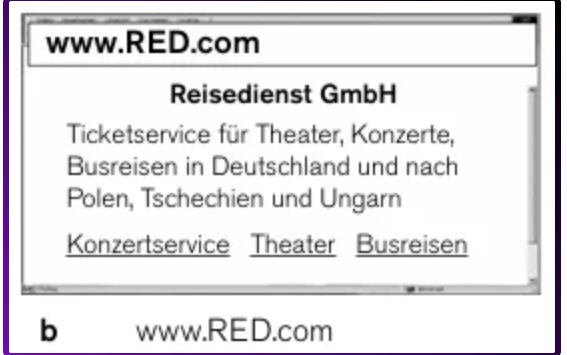 www.RED.com
Reisedienst GmbH
Ticketservice für Theater, Konzerte,
Busreisen in Deutschland und nach
Polen, Tschechien und Ungarn
Konzertservice Theater Busreisen
b www.RED.com